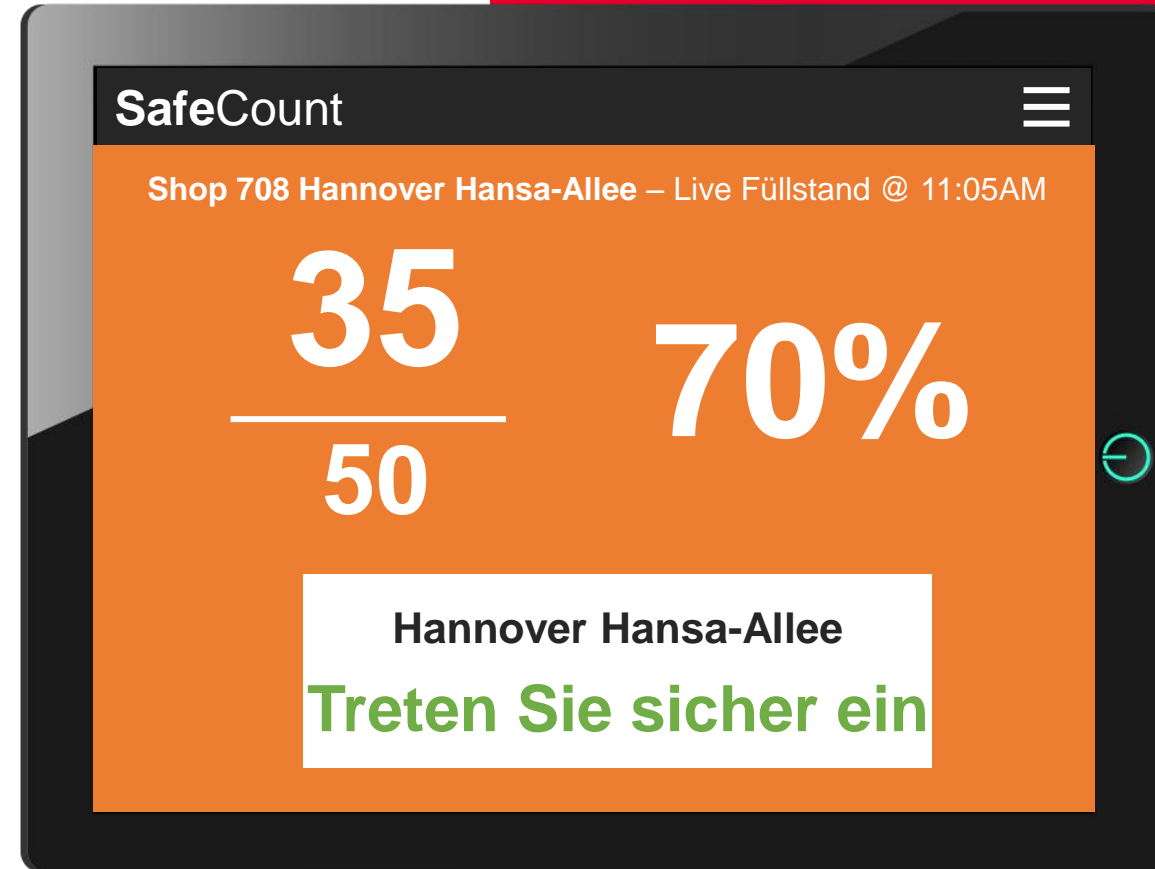 SafeCount
Shop 708 Hannover Hansa-Allee – Live Füllstand @ 11:05AM
35
50
70%
Hannover Hansa-Allee
Treten Sie sicher ein